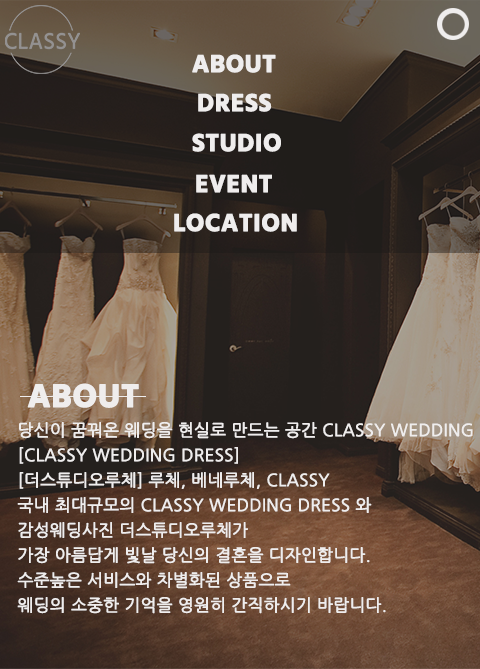 CLASSY
ABOUT
DRESS
STUDIO
EVENT
LOCATION
ABOUT
당신이 꿈꿔온 웨딩을 현실로 만드는 공간 CLASSY WEDDING
[CLASSY WEDDING DRESS]
[더스튜디오루체] 루체, 베네루체, CLASSY
국내 최대규모의 CLASSY WEDDING DRESS 와
감성웨딩사진 더스튜디오루체가
가장 아름답게 빛날 당신의 결혼을 디자인합니다.
수준높은 서비스와 차별화된 상품으로
웨딩의 소중한 기억을 영원히 간직하시기 바랍니다.